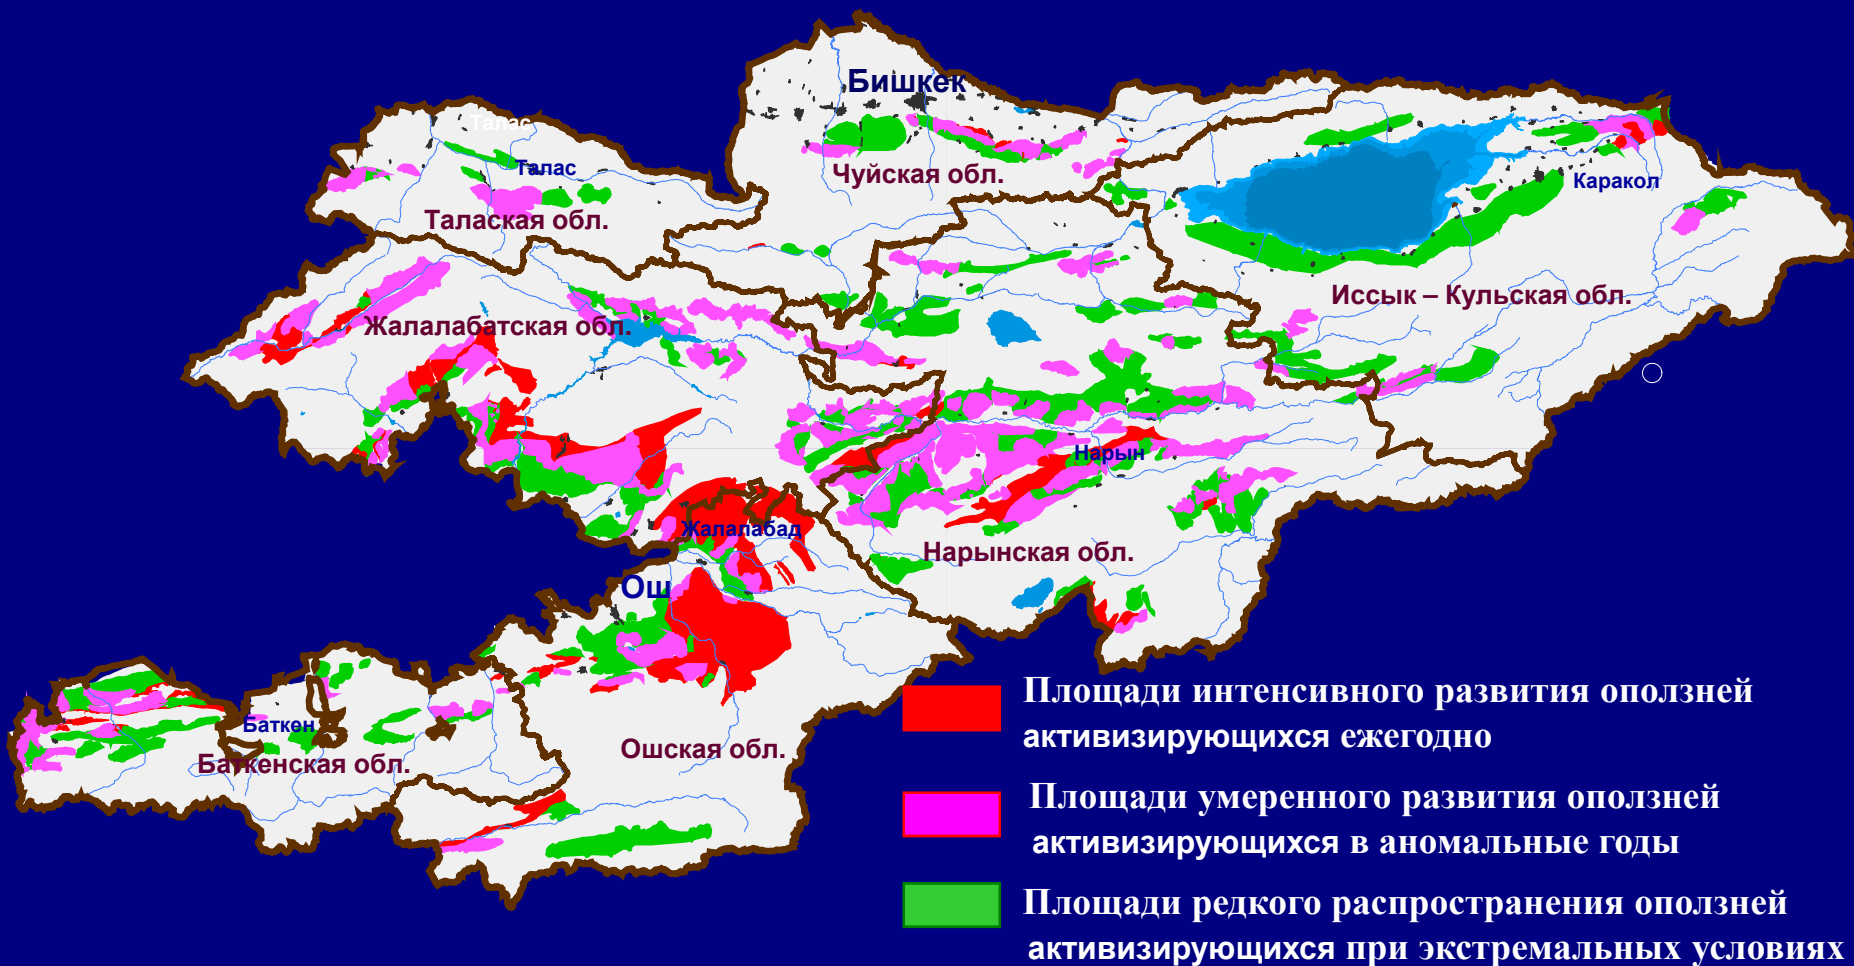 Бишкек
Талас
Талас
Чуйская обл.
Каракол
Талаская обл.
Иссык – Кульская обл.
Жалалабатская обл.
Нарын
Жалалабад
Нарынская обл.
Ош
Баткен
Ошская обл.
Баткенская обл.
Площади интенсивного развития оползней
активизирующихся ежегодно
Площади умеренного развития оползней
активизирующихся в аномальные годы
Площади редкого распространения оползней
активизирующихся при экстремальных условиях